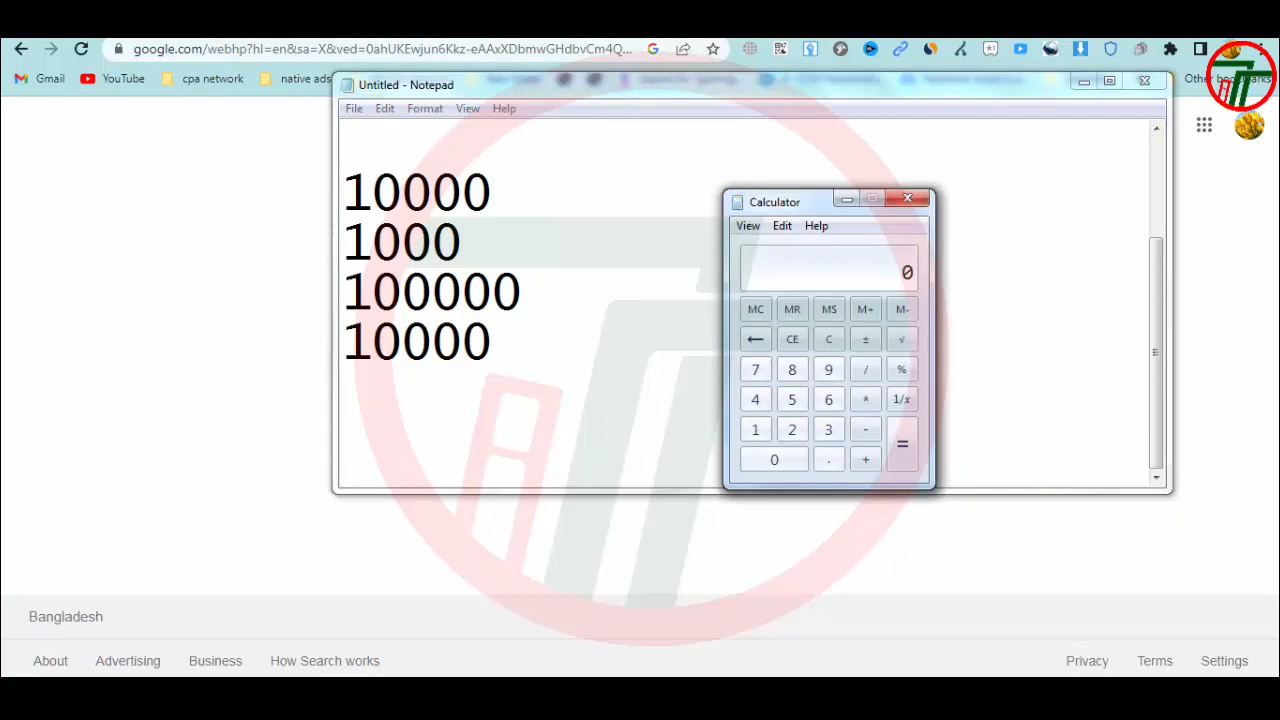 google.com/webhp?hl=en&sa=X&ved=0ahUKEwjun6Kkz-eAAxXDbmwGHdbvCm4Q...
Gmail YouTube cpa network native ads
Untitled - Notepad
File Edit Format View Help
10000
1000
100000
10000
Calculator
View Edit Help
0
MC MR MS M+ M-
← CE C ± √
7 8 9 / %
4 5 6 * 1/x
1 2 3 - =
0 . +
Bangladesh
About Advertising Business How Search works Privacy Terms Settings